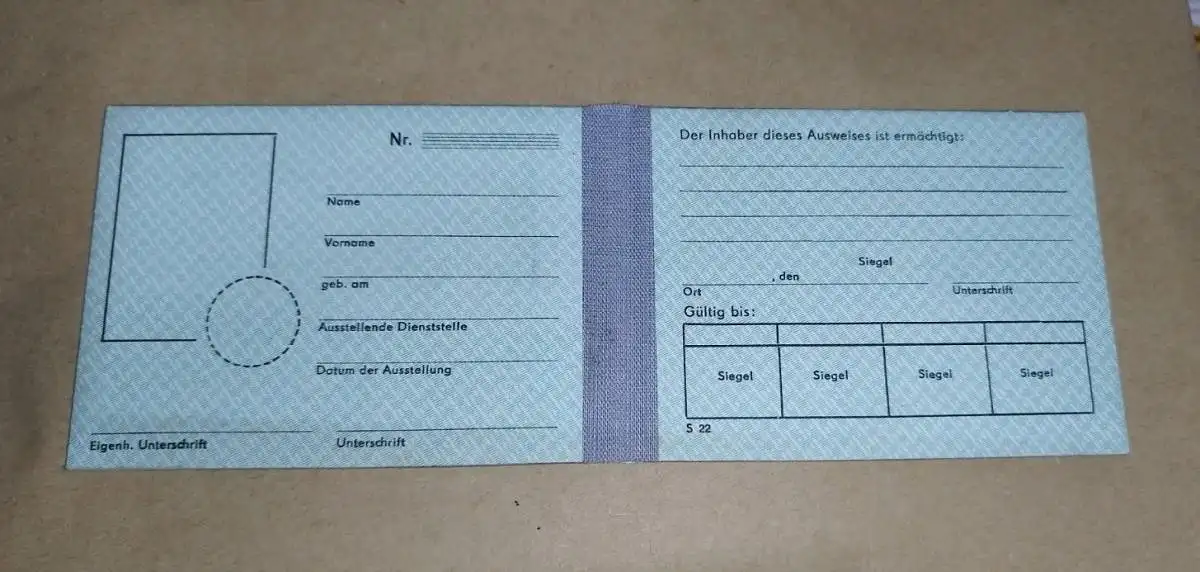 Nr.
Name
Vorname
geb. am
Ausstellende Dienststelle
Datum der Ausstellung
Eigenh. Unterschrift
Unterschrift
Der Inhaber dieses Ausweises ist ermächtigt:
Siegel
, den
Ort
Unterschrift
Gültig bis:
Siegel Siegel Siegel Siegel
S 22